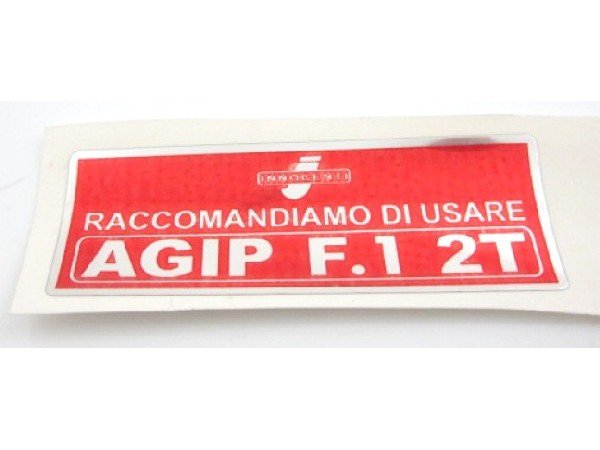 INNOCENTI
RACCOMANDIAMO DI USARE
AGIP F.1 2T